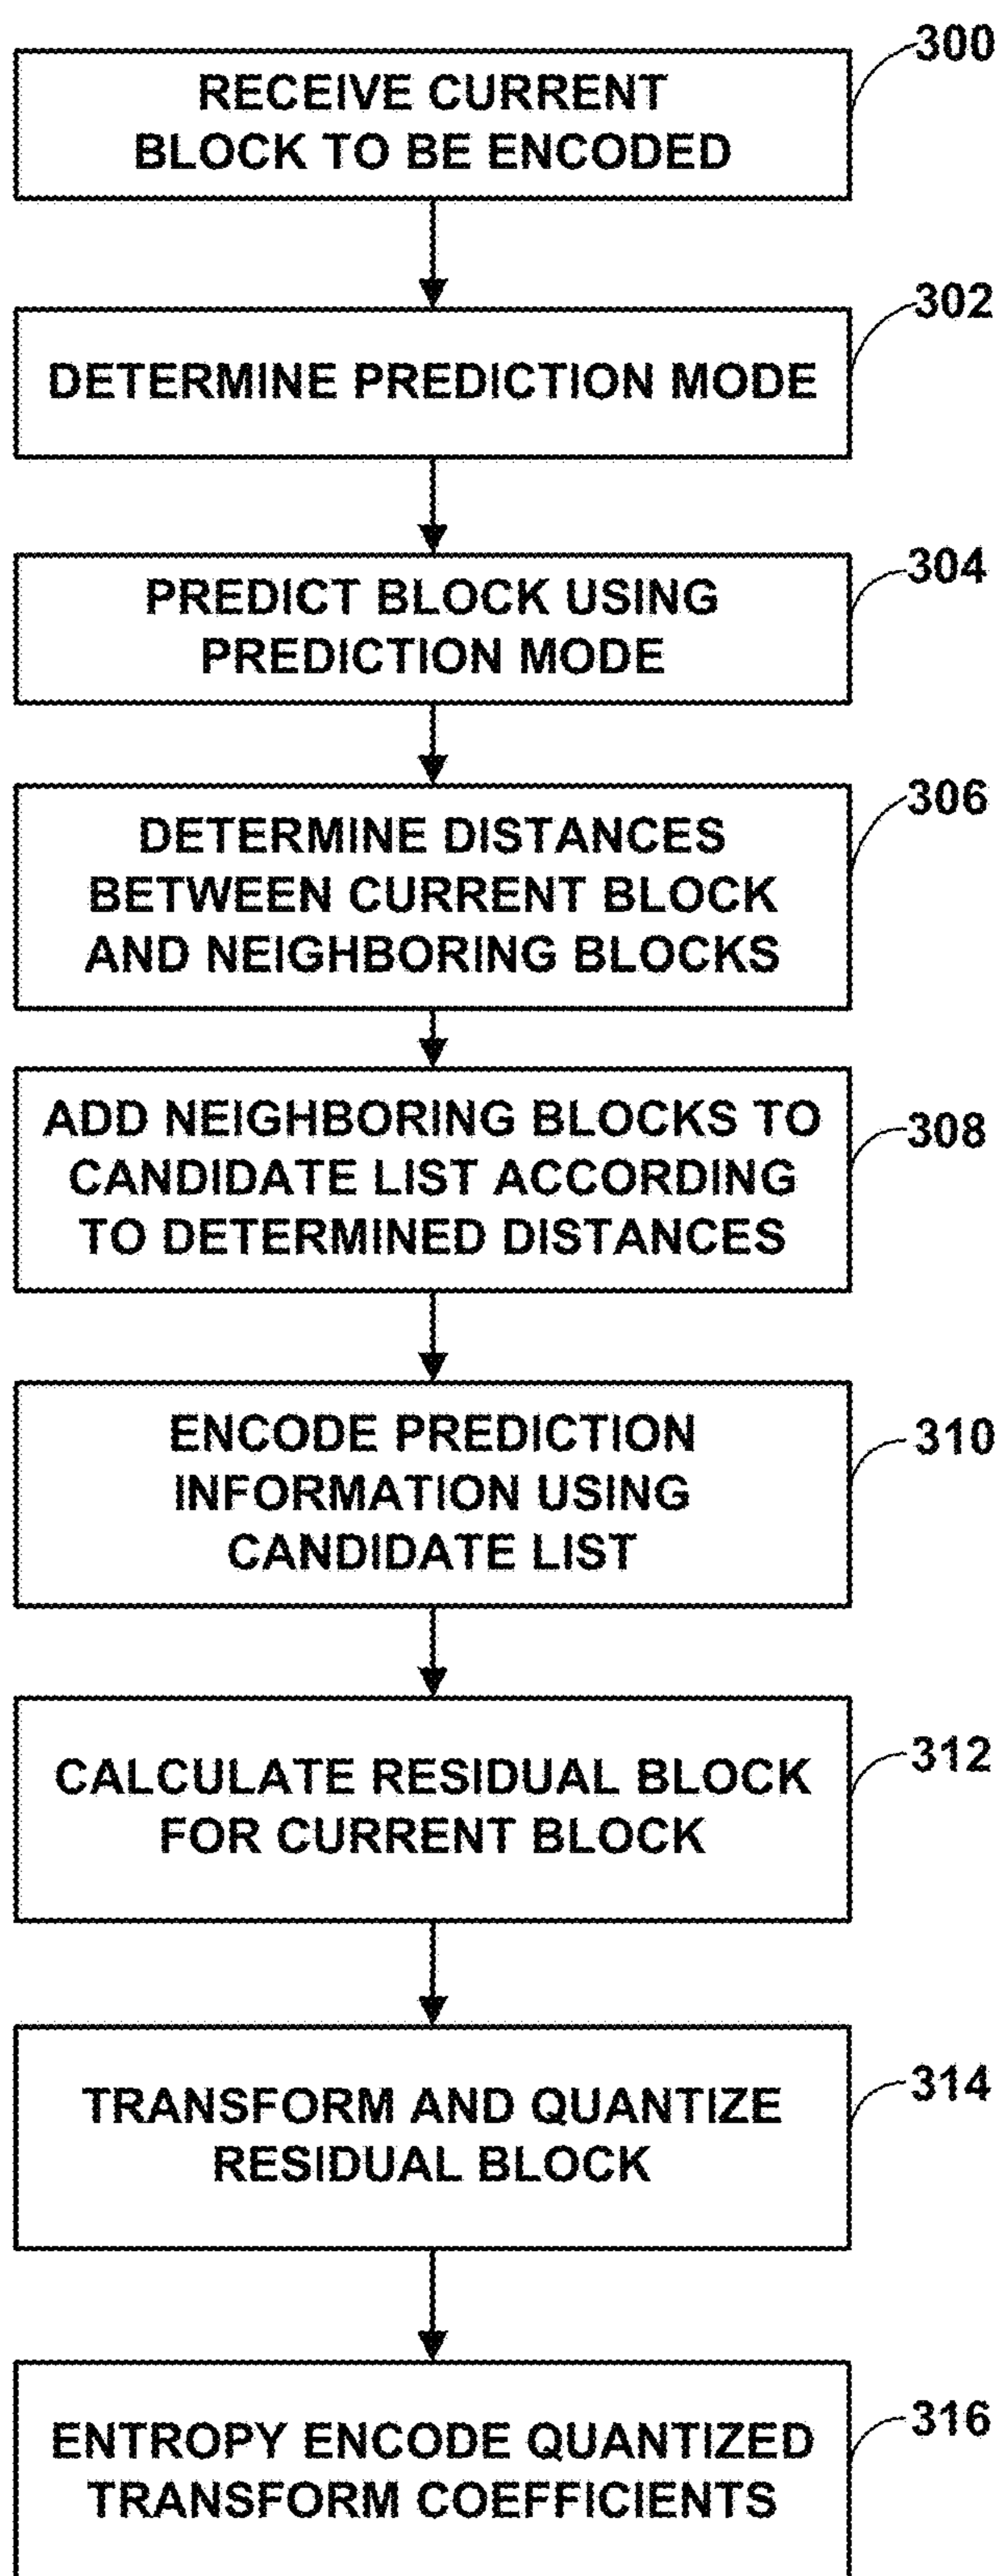 300
RECEIVE CURRENT
BLOCK TO BE ENCODED
302
DETERMINE PREDICTION MODE
304
PREDICT BLOCK USING
PREDICTION MODE
306
DETERMINE DISTANCES
BETWEEN CURRENT BLOCK
AND NEIGHBORING BLOCKS
308
ADD NEIGHBORING BLOCKS TO
CANDIDATE LIST ACCORDING
TO DETERMINED DISTANCES
310
ENCODE PREDICTION
INFORMATION USING
CANDIDATE LIST
312
CALCULATE RESIDUAL BLOCK
FOR CURRENT BLOCK
314
TRANSFORM AND QUANTIZE
RESIDUAL BLOCK
316
ENTROPY ENCODE QUANTIZED
TRANSFORM COEFFICIENTS